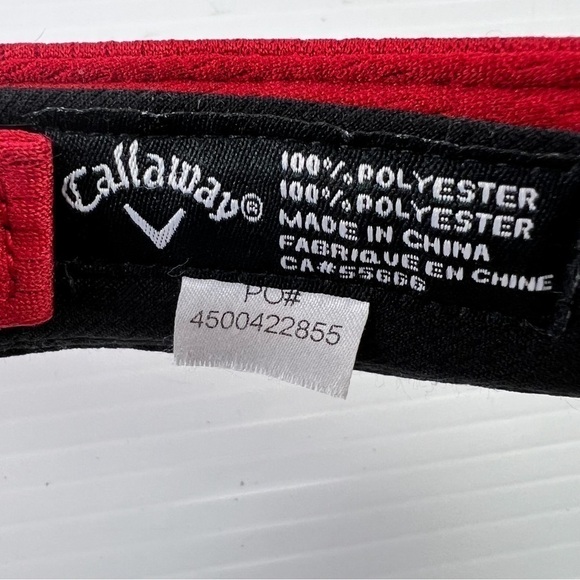 Callaway®
100% POLYESTER
100% POLYESTER
MADE IN CHINA
FABRIQUE EN CHINE
CA#55666
PO#
4500422855